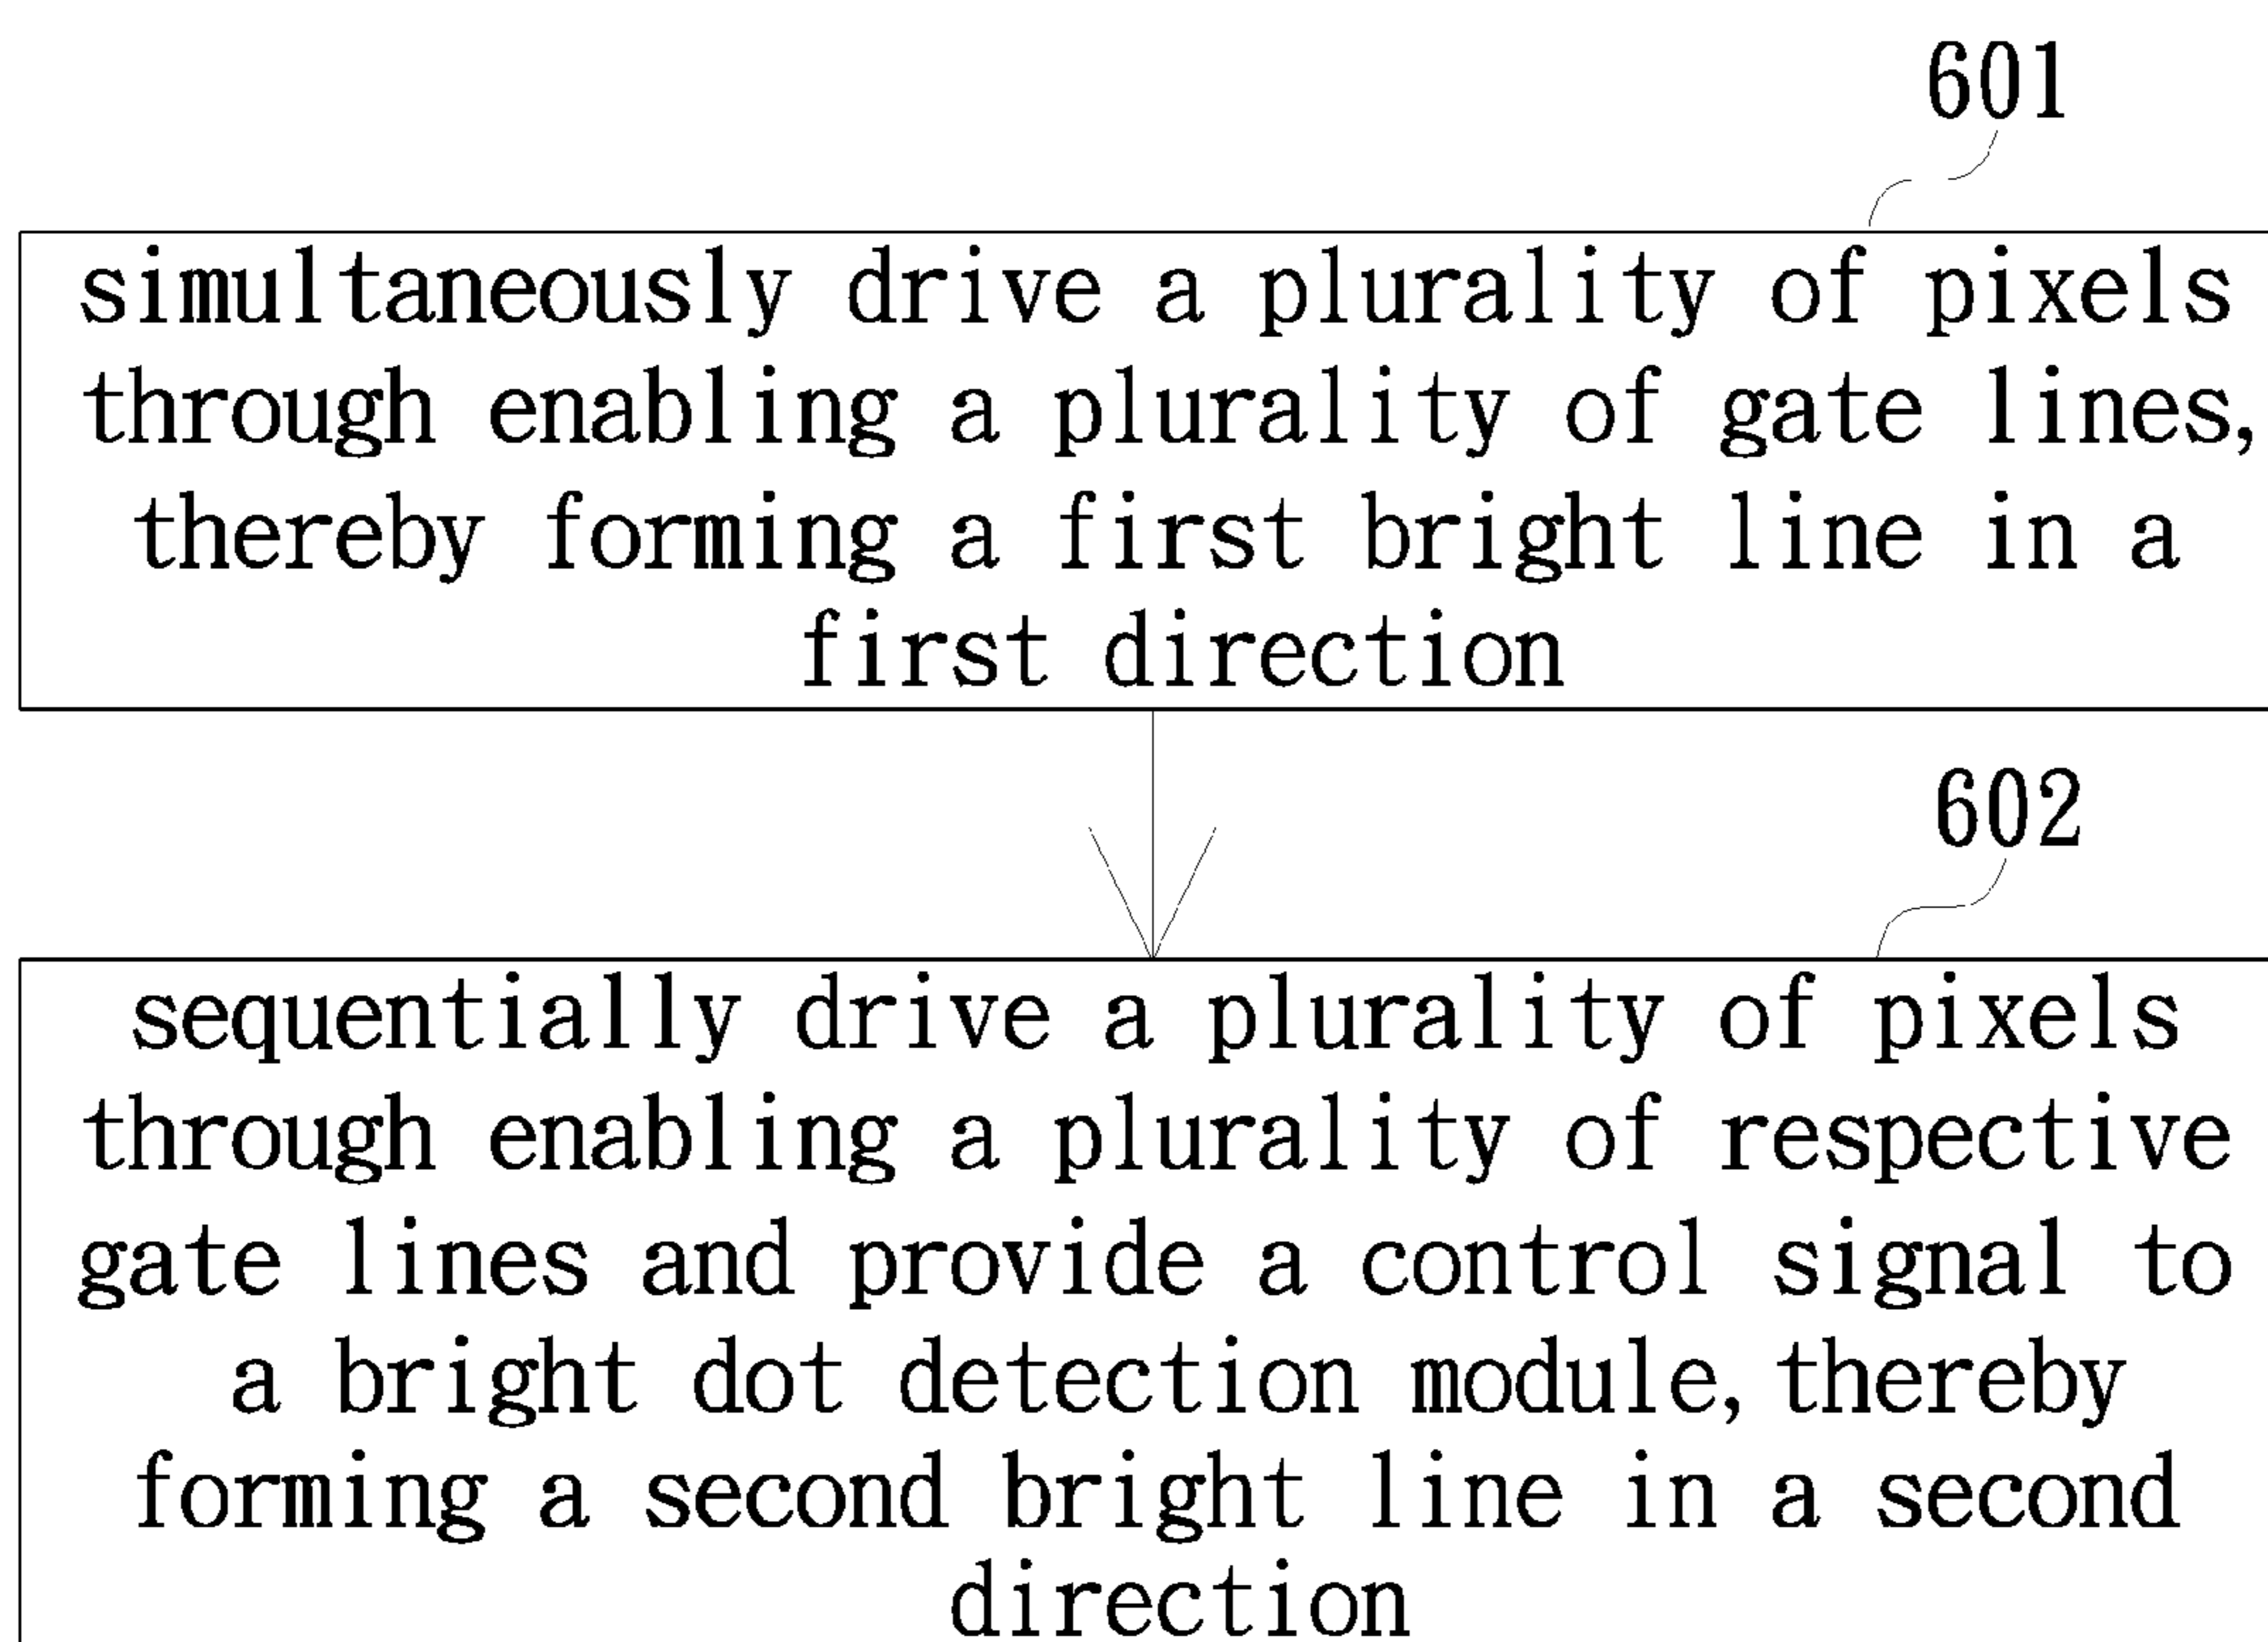 601
simultaneously drive a plurality of pixels
through enabling a plurality of gate lines,
thereby forming a first bright line in a
first direction
602
sequentially drive a plurality of pixels
through enabling a plurality of respective
gate lines and provide a control signal to
a bright dot detection module, thereby
forming a second bright line in a second
direction